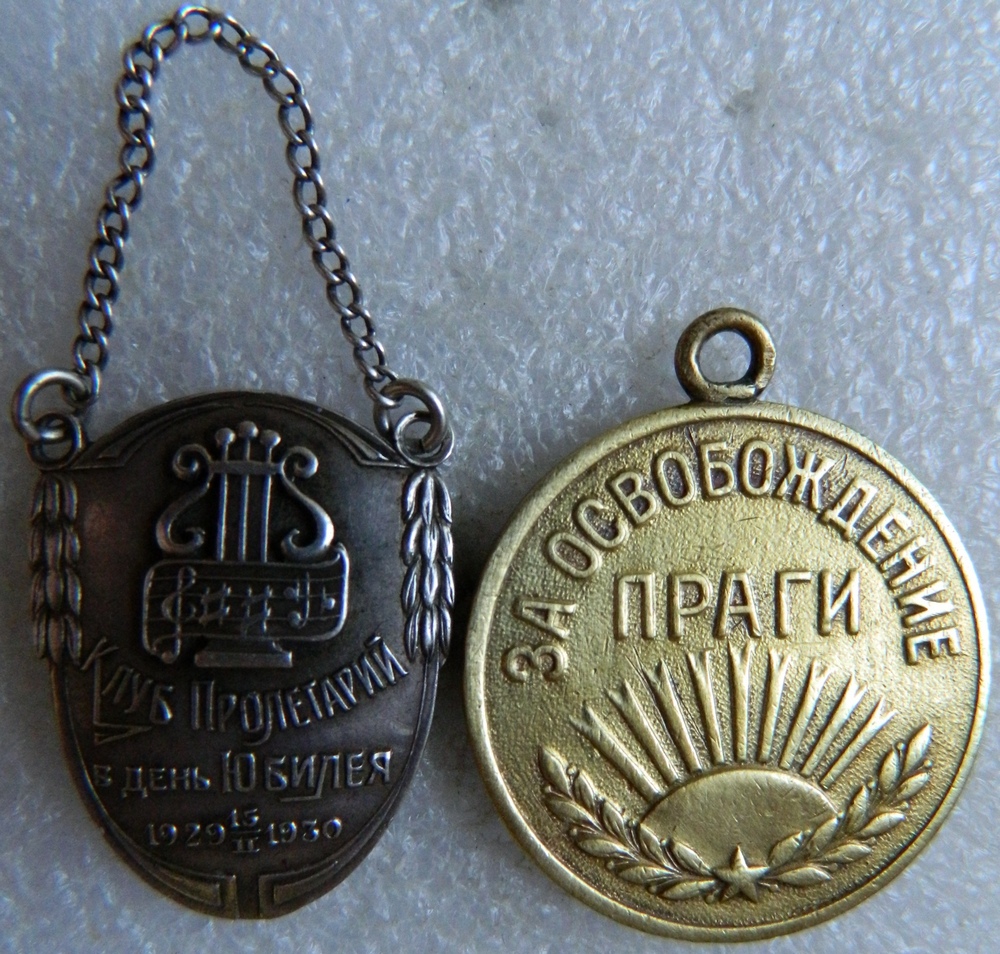 Клуб Пролетарий
в день Юбилея
1929 15/II 1930
ЗА ОСВОБОЖДЕНИЕ
ПРАГИ